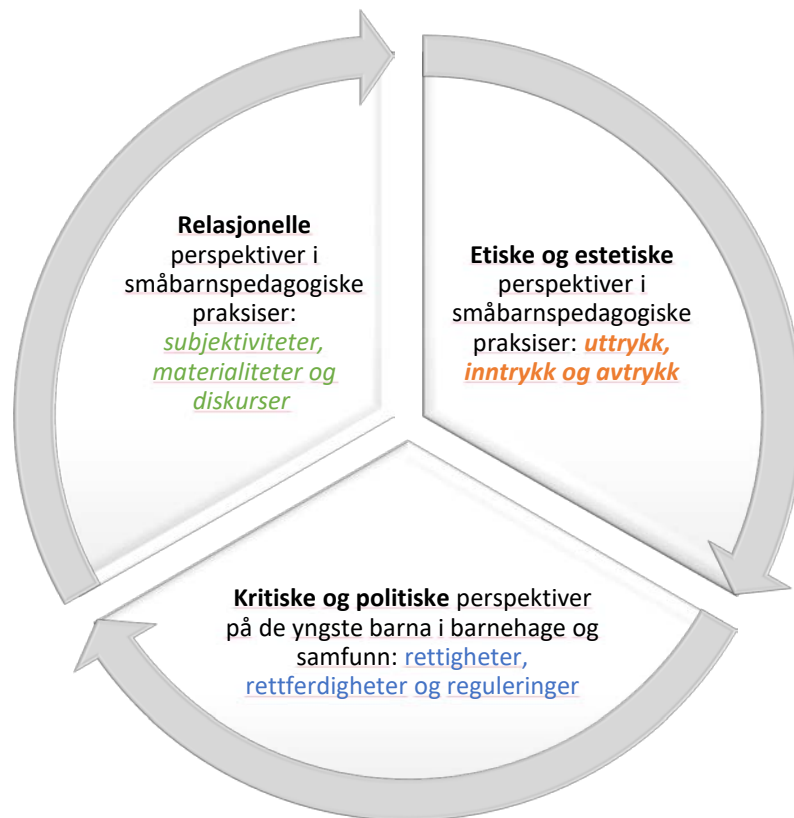 Relasjonelle
perspektiver i
småbarnspedagogiske
praksiser:
subjektiviteter,
materialiteter og
diskurser
Etiske og estetiske
perspektiver i
småbarnspedagogiske
praksiser: uttrykk,
inntrykk og avtrykk
Kritiske og politiske perspektiver
på de yngste barna i barnehage og
samfunn: rettigheter,
rettferdigheter og reguleringer